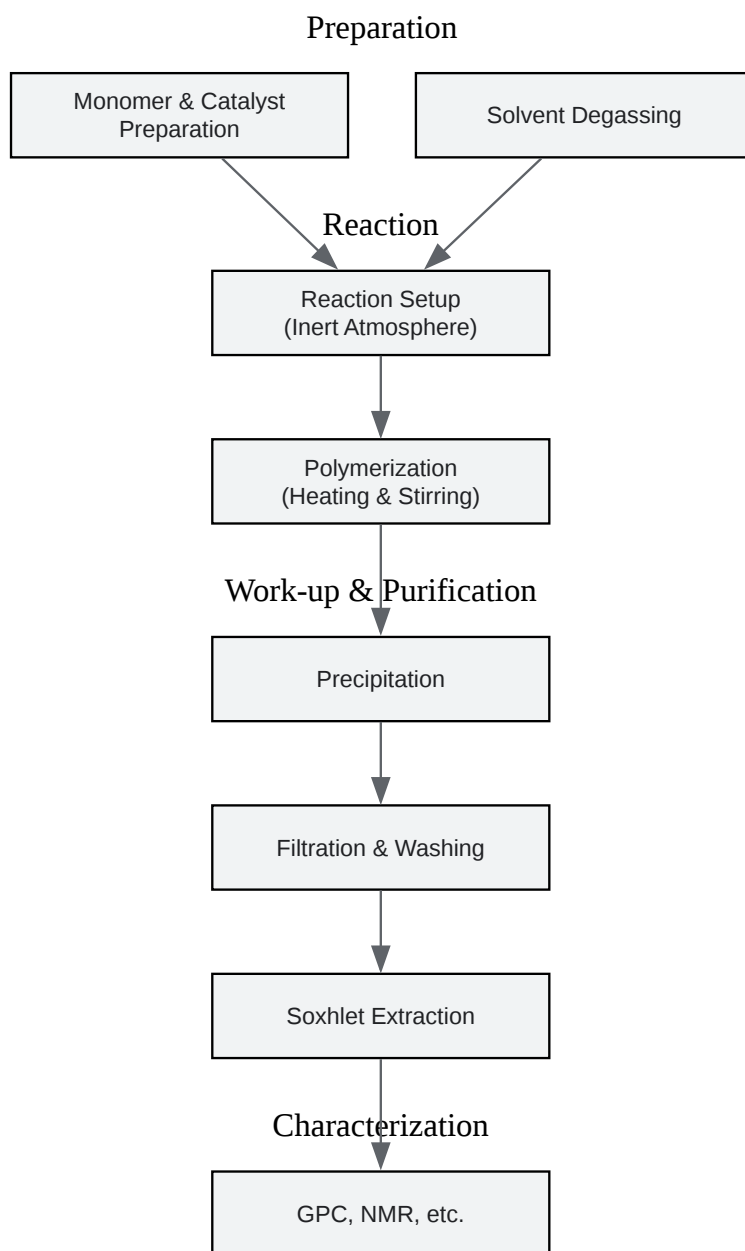 Preparation
Monomer & Catalyst
Preparation
Solvent Degassing
Reaction
Reaction Setup
(Inert Atmosphere)
Polymerization
(Heating & Stirring)
Work-up & Purification
Precipitation
Filtration & Washing
Soxhlet Extraction
Characterization
GPC, NMR, etc.